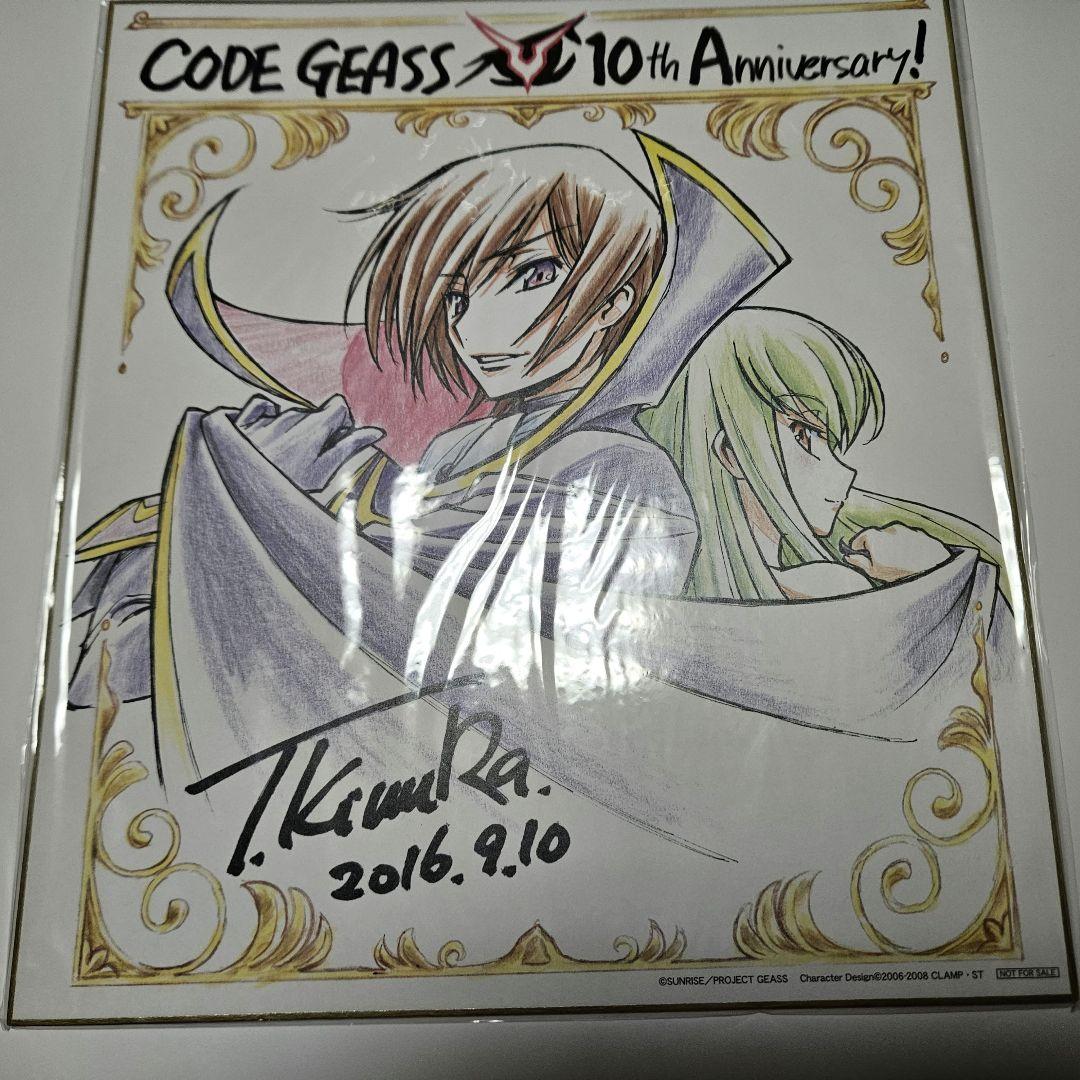 CODE GEASS 10th Anniversary!
T.KimuRa.
2016.9.10
©SUNRISE／PROJECT GEASS Character Design©2006-2008 CLAMP・ST NOT FOR SALE